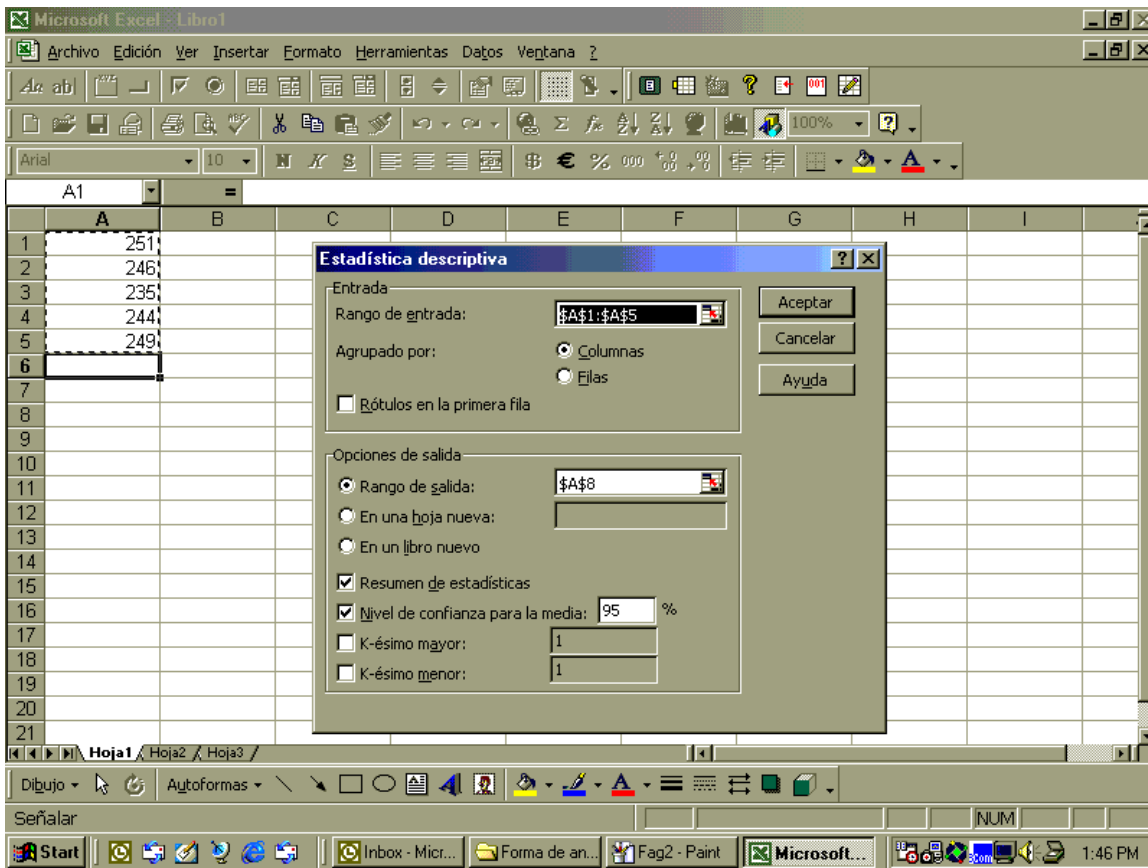 Microsoft Excel - Libro1
Archivo Edición Ver Insertar Formato Herramientas Datos Ventana ?
Aa ab|
100%
Arial 10 N K S € % 000
A1 =
A B C D E F G H I
1 251
2 246
3 235
4 244
5 249
6
7
8
9
10
11
12
13
14
15
16
17
18
19
20
21
Estadística descriptiva
Entrada
Rango de entrada: $A$1:$A$5
Agrupado por: Columnas
Filas
Rótulos en la primera fila
Aceptar
Cancelar
Ayuda
Opciones de salida
Rango de salida: $A$8
En una hoja nueva:
En un libro nuevo
Resumen de estadísticas
Nivel de confianza para la media: 95 %
K-ésimo mayor: 1
K-ésimo menor: 1
Hoja1 Hoja2 Hoja3
Dibujo Autoformas
Señalar NUM
Start Inbox - Micr... Forma de an... Fag2 - Paint Microsoft... 1:46 PM